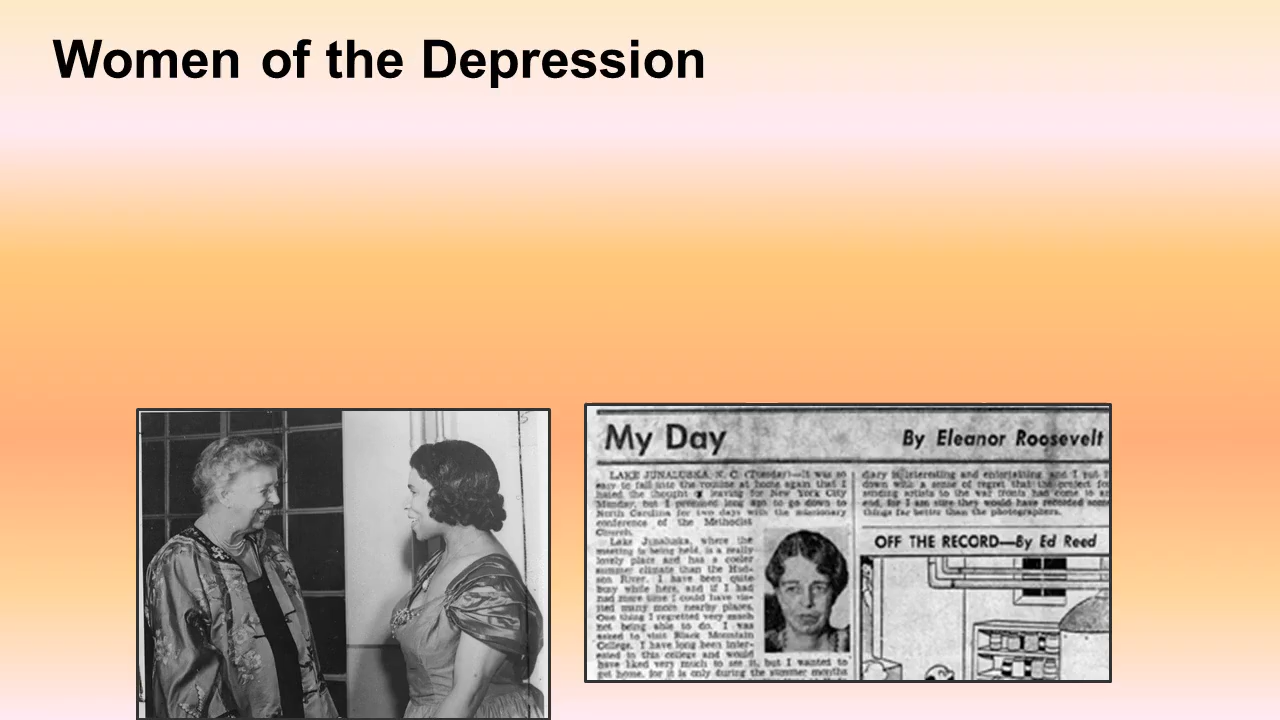 Women of the Depression
My Day
By Eleanor Roosevelt
LAKE JUNALUSKA, N. C. (Tuesday)—It was so
easy to fall into the routine at home again that I
hated the thought of leaving for New York City
Monday, but I promised long ago to go down to
North Carolina for two days with the missionary
conference of the Methodist
Church.
Lake Junaluska, where the
meeting is being held, is a really
lovely place and has a cooler
summer climate than the Hud-
son River. I have been quite
busy while here, and if I had
had more time I could have vis-
ited many more nearby places.
One thing I regretted very much
not being able to do. I was
asked to visit Black Mountain
College. I have long been inter-
ested in this college and would
have liked very much to see it, but I wanted to
get home, for it is only during the summer months
diary is interesting and entertaining and I put it
down with a sense of regret that the project for
sending artists to the war fronts had come to an
end, for I am sure they would have recorded some
things far better than the photographers.
OFF THE RECORD—By Ed Reed